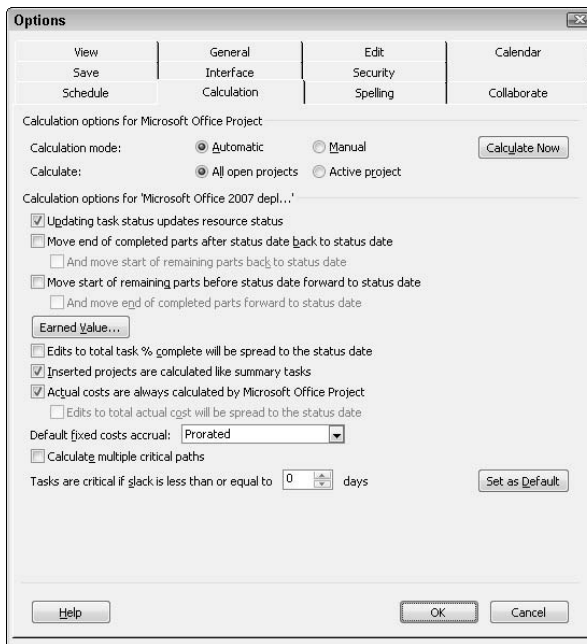 Options
View General Edit Calendar
Save Interface Security
Schedule Calculation Spelling Collaborate
Calculation options for Microsoft Office Project
Calculation mode: Automatic Manual Calculate Now
Calculate: All open projects Active project
Calculation options for 'Microsoft Office 2007 depl...'
Updating task status updates resource status
Move end of completed parts after status date back to status date
And move start of remaining parts back to status date
Move start of remaining parts before status date forward to status date
And move end of completed parts forward to status date
Earned Value...
Edits to total task % complete will be spread to the status date
Inserted projects are calculated like summary tasks
Actual costs are always calculated by Microsoft Office Project
Edits to total actual cost will be spread to the status date
Default fixed costs accrual: Prorated
Calculate multiple critical paths
Tasks are critical if slack is less than or equal to 0 days Set as Default
Help OK Cancel